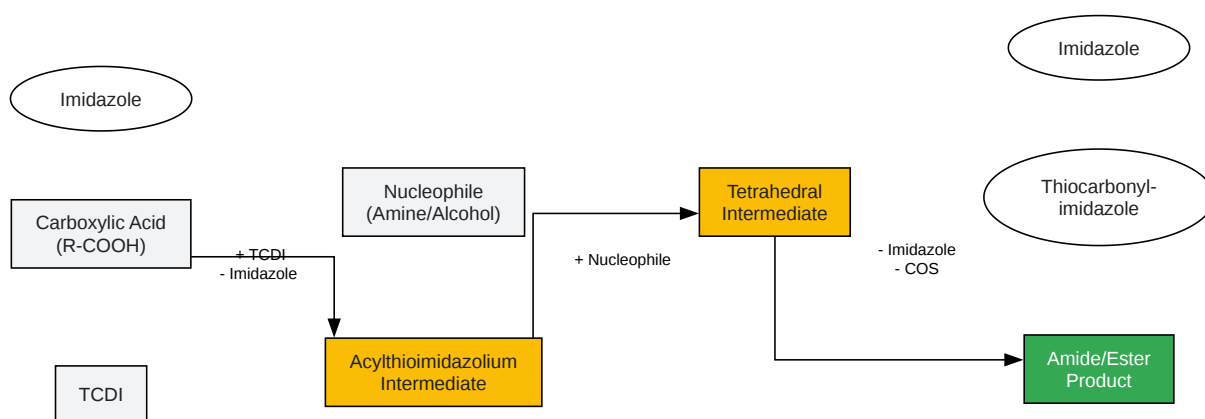 Imidazole
Imidazole
Thiocarbonyl-
imidazole
Nucleophile
(Amine/Alcohol)
Tetrahedral
Intermediate
Carboxylic Acid
(R-COOH)
+ TCDI
- Imidazole
+ Nucleophile
- Imidazole
- COS
Acylthioimidazolium
Intermediate
Amide/Ester
Product
TCDI